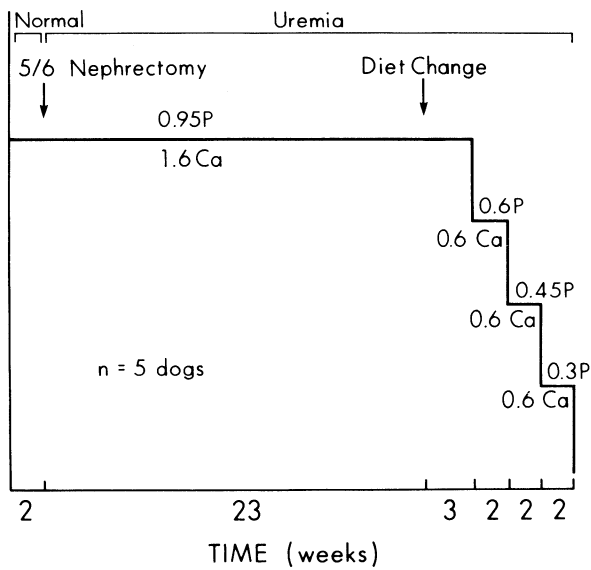 Normal
Uremia
5/6 Nephrectomy
Diet Change
0.95P
1.6 Ca
0.6P
0.6 Ca
0.45P
0.6 Ca
0.3P
0.6 Ca
n = 5 dogs
2 23 3 2 2 2
TIME (weeks)